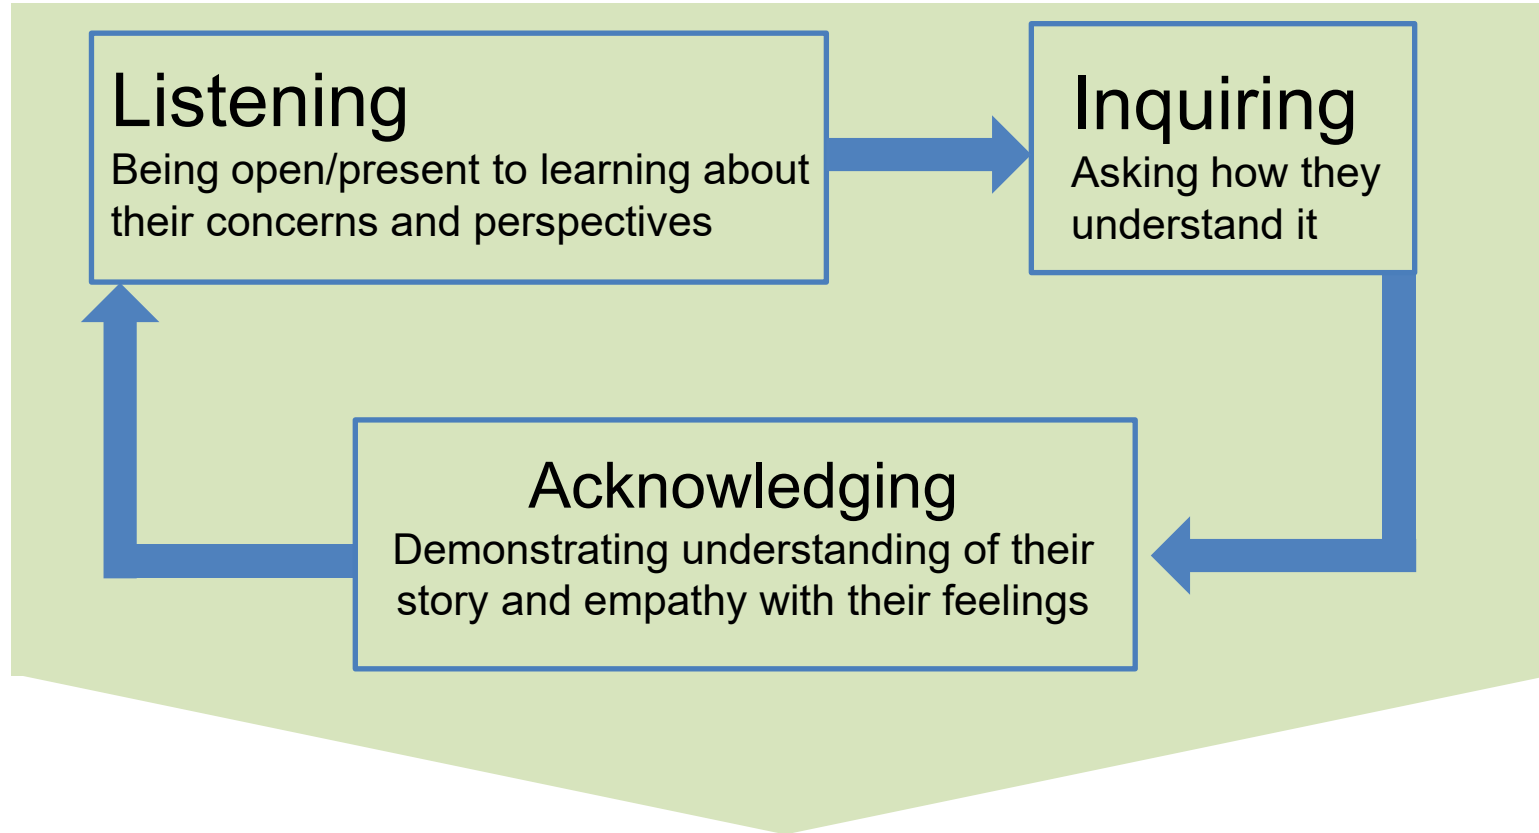 Listening
Being open/present to learning about
their concerns and perspectives
Inquiring
Asking how they
understand it
Acknowledging
Demonstrating understanding of their
story and empathy with their feelings